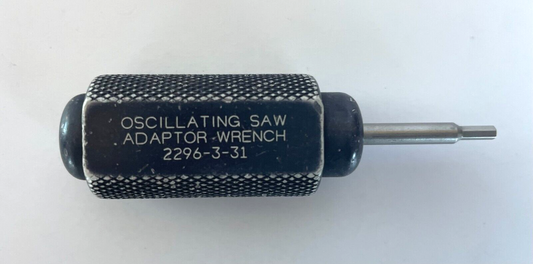 OSCILLATING SAW
ADAPTOR WRENCH
2296-3-31